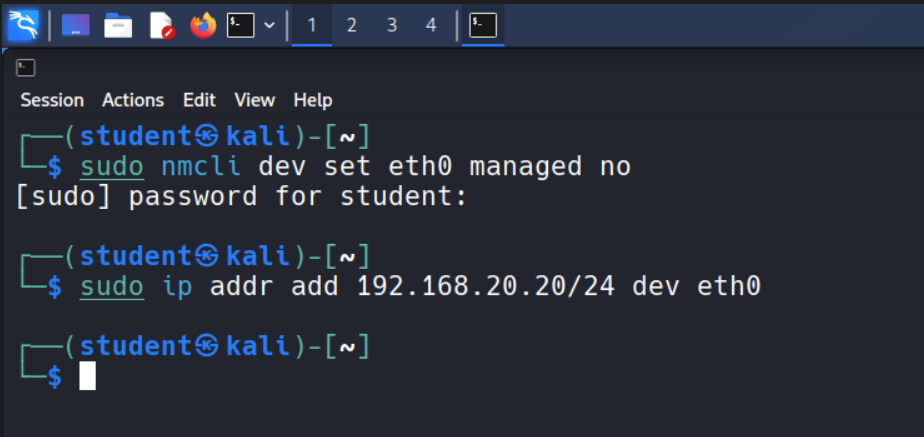 1 2 3 4
Session Actions Edit View Help
┌──(student㉿kali)-[~]
└─$ sudo nmcli dev set eth0 managed no
[sudo] password for student:
┌──(student㉿kali)-[~]
└─$ sudo ip addr add 192.168.20.20/24 dev eth0
┌──(student㉿kali)-[~]
└─$